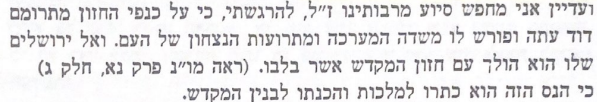 ועדיין אני מחפש סיוע מרבותינו ז"ל, להרגשתי, כי על כנפי החזון מתרומם
דוד עתה ופורש לו משדה המערכה ומתרועות הנצחון של העם. ואל ירושלים
שלו הוא הולך עם חזון המקדש אשר בלבו. (ראה מו"נ פרק נא, חלק ג)
כי הנס הזה הוא כתרו למלכות והכנתו לבנין המקדש.